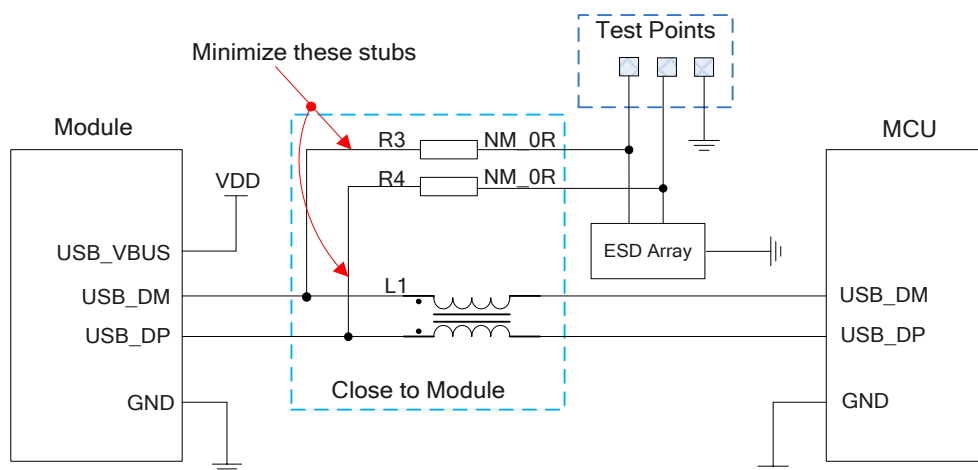 Test Points
Minimize these stubs
Module
MCU
R3
NM_0R
R4
NM_0R
VDD
ESD Array
USB_VBUS
USB_DM
L1
USB_DM
USB_DP
USB_DP
Close to Module
GND
GND